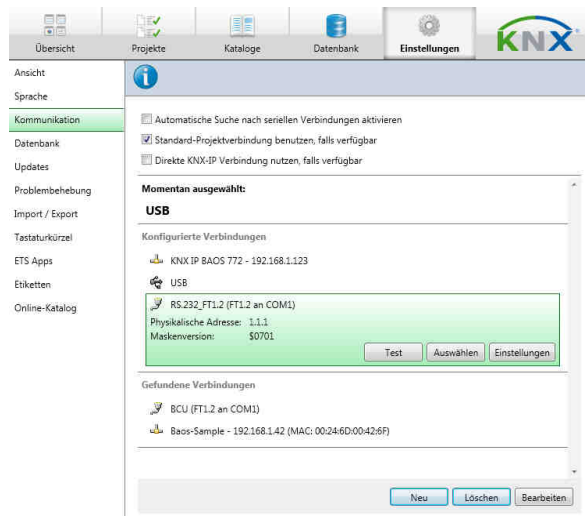 Übersicht
Projekte
Kataloge
Datenbank
Einstellungen
KNX
Ansicht
Sprache
Kommunikation
Datenbank
Updates
Problembehebung
Import / Export
Tastaturkürzel
ETS Apps
Etiketten
Online-Katalog
Automatische Suche nach seriellen Verbindungen aktivieren
Standard-Projektverbindung benutzen, falls verfügbar
Direkte KNX-IP Verbindung nutzen, falls verfügbar
Momentan ausgewählt:
USB
Konfigurierte Verbindungen
KNX IP BAOS 772 - 192.168.1.123
USB
RS.232_FT1.2 (FT1.2 an COM1)
Physikalische Adresse: 1.1.1
Maskenversion: $0701
Test Auswählen Einstellungen
Gefundene Verbindungen
BCU (FT1.2 an COM1)
Baos-Sample - 192.168.1.42 (MAC: 00:24:6D:00:42:6F)
Neu Löschen Bearbeiten